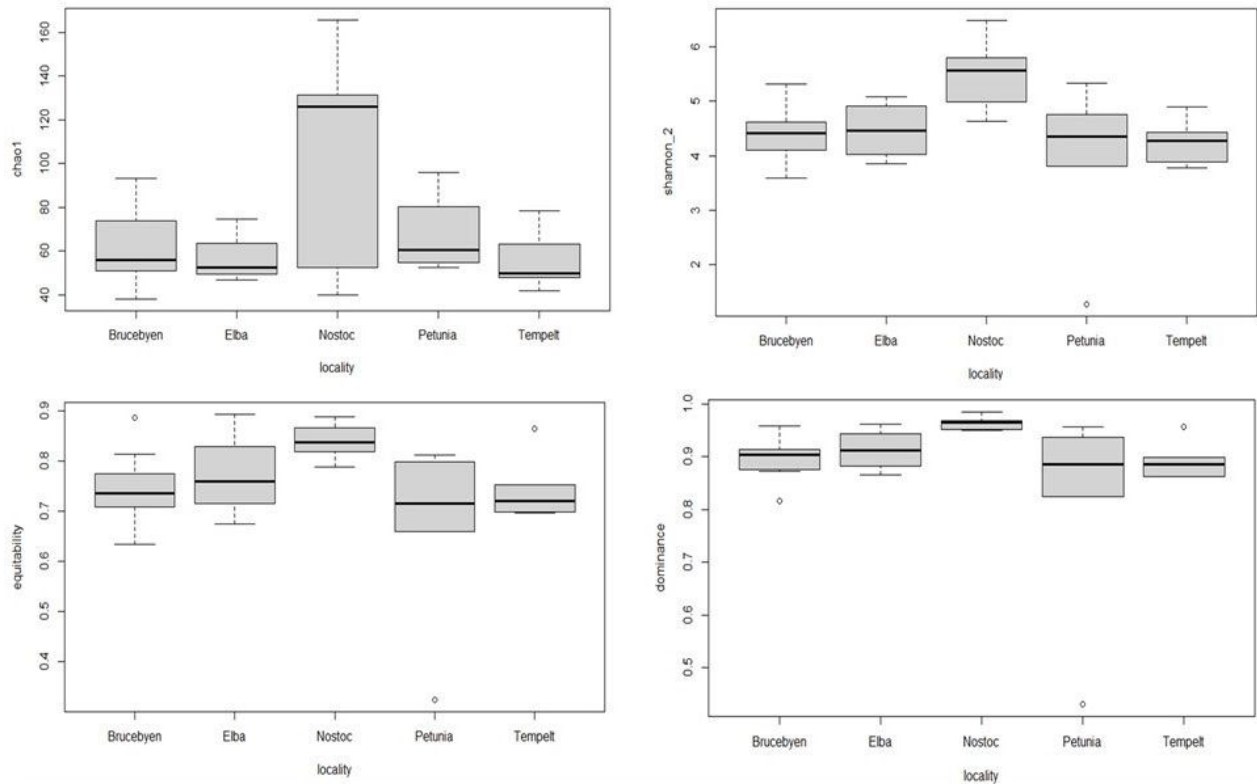 chao1
160
140
120
100
80
60
40
Brucebyen Elba Nostoc Petunia Tempelt
locality
shannon_2
6
5
4
3
2
Brucebyen Elba Nostoc Petunia Tempelt
locality
equitability
0.9
0.8
0.7
0.6
0.5
0.4
Brucebyen Elba Nostoc Petunia Tempelt
locality
dominance
1.0
0.9
0.8
0.7
0.6
0.5
Brucebyen Elba Nostoc Petunia Tempelt
locality